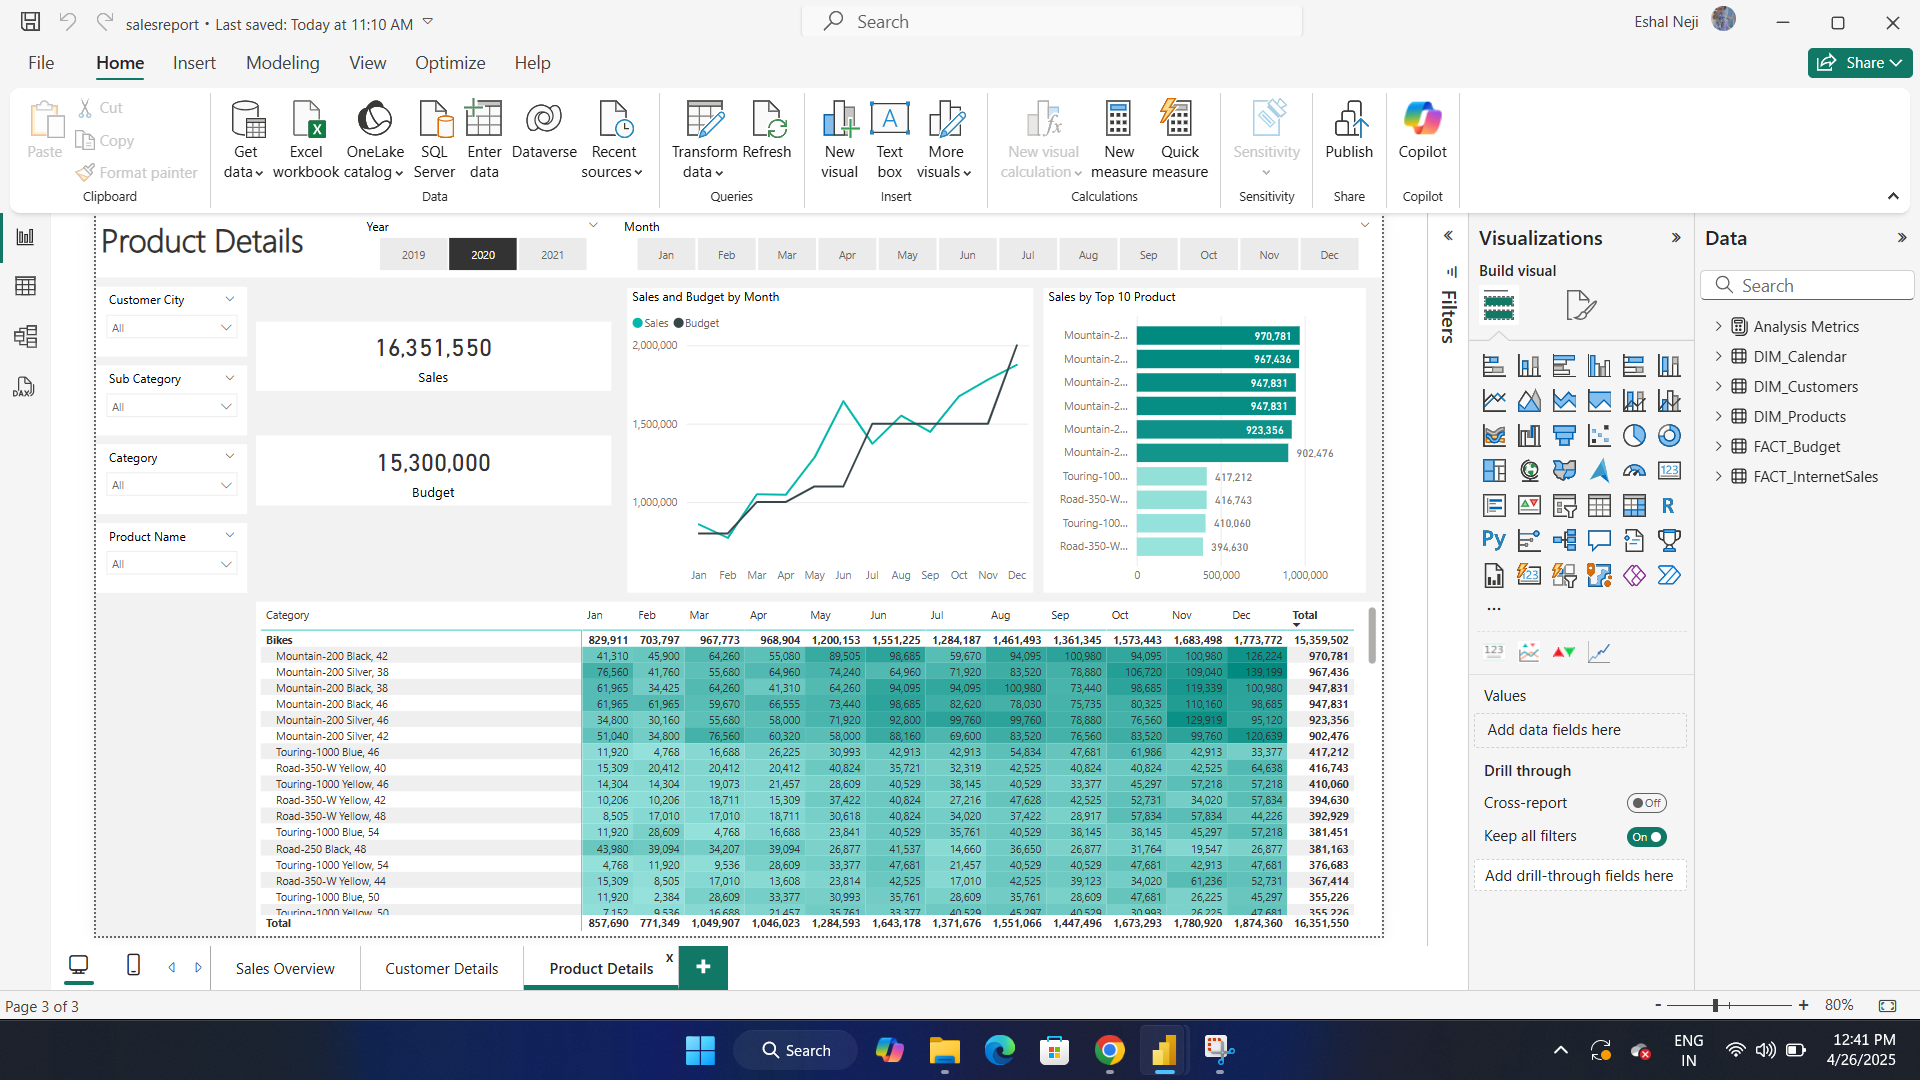 salesreport • Last saved: Today at 11:10 AM
Search
Eshal Neji
File Home Insert Modeling View Optimize Help
Share
Paste
Cut
Copy
Format painter
Clipboard
Get data
Excel workbook
OneLake catalog
SQL Server
Enter data
Dataverse
Recent sources
Data
Transform data
Refresh
Queries
New visual
Text box
More visuals
Insert
New visual calculation
New measure
Quick measure
Calculations
Sensitivity
Sensitivity
Publish
Share
Copilot
Copilot
Product Details
Year
2019 2020 2021
Month
Jan Feb Mar Apr May Jun Jul Aug Sep Oct Nov Dec
Customer City
All
Sub Category
All
Category
All
Product Name
All
16,351,550
Sales
15,300,000
Budget
Sales and Budget by Month
Sales Budget
2,000,000
1,500,000
1,000,000
Jan Feb Mar Apr May Jun Jul Aug Sep Oct Nov Dec
Sales by Top 10 Product
Mountain-2... 970,781
Mountain-2... 967,436
Mountain-2... 947,831
Mountain-2... 947,831
Mountain-2... 923,356
Mountain-2... 902,476
Touring-100... 417,212
Road-350-W... 416,743
Touring-100... 410,060
Road-350-W... 394,630
0 500,000 1,000,000
Category Jan Feb Mar Apr May Jun Jul Aug Sep Oct Nov Dec Total
Bikes 829,911 703,797 967,773 968,904 1,200,153 1,551,225 1,284,187 1,461,493 1,361,345 1,573,443 1,683,498 1,773,772 15,359,502
Mountain-200 Black, 42 41,310 45,900 64,260 55,080 89,505 98,685 59,670 94,095 100,980 94,095 100,980 126,224 970,781
Mountain-200 Silver, 38 76,560 41,760 55,680 64,960 74,240 64,960 71,920 83,520 78,880 106,720 109,040 139,199 967,436
Mountain-200 Black, 38 61,965 34,425 64,260 41,310 64,260 94,095 94,095 100,980 73,440 98,685 119,339 100,980 947,831
Mountain-200 Black, 46 61,965 61,965 59,670 66,555 73,440 98,685 82,620 78,030 75,735 80,325 110,160 98,685 947,831
Mountain-200 Silver, 46 34,800 30,160 55,680 58,000 71,920 92,800 99,760 99,760 78,880 76,560 129,919 95,120 923,356
Mountain-200 Silver, 42 51,040 34,800 76,560 60,320 58,000 88,160 69,600 83,520 76,560 83,520 99,760 120,639 902,476
Touring-1000 Blue, 46 11,920 4,768 16,688 26,225 30,993 42,913 42,913 54,834 47,681 61,986 42,913 33,377 417,212
Road-350-W Yellow, 40 15,309 20,412 20,412 20,412 40,824 35,721 32,319 42,525 40,824 40,824 42,525 64,638 416,743
Touring-1000 Yellow, 46 14,304 14,304 19,073 21,457 28,609 40,529 38,145 40,529 33,377 45,297 57,218 57,218 410,060
Road-350-W Yellow, 42 10,206 10,206 18,711 15,309 37,422 40,824 27,216 47,628 42,525 52,731 34,020 57,834 394,630
Road-350-W Yellow, 48 8,505 17,010 17,010 18,711 30,618 40,824 34,020 37,422 28,917 57,834 57,834 44,226 392,929
Touring-1000 Blue, 54 11,920 28,609 4,768 16,688 23,841 40,529 35,761 40,529 38,145 38,145 45,297 57,218 381,451
Road-250 Black, 48 43,980 39,094 34,207 39,094 26,877 41,537 14,660 36,650 26,877 31,764 19,547 26,877 381,163
Touring-1000 Yellow, 54 4,768 11,920 9,536 28,609 33,377 47,681 21,457 40,529 40,529 47,681 42,913 47,681 376,683
Road-350-W Yellow, 44 15,309 8,505 17,010 13,608 23,814 42,525 17,010 42,525 39,123 34,020 61,236 52,731 367,414
Touring-1000 Blue, 50 11,920 2,384 28,609 33,377 30,993 35,761 28,609 35,761 28,609 47,681 26,225 45,297 355,226
Touring-1000 Yellow, 50 7,152 9,536 16,688 21,457 35,761 33,377 40,529 45,297 40,529 30,993 26,225 47,681 355,226
Total 857,690 771,349 1,049,907 1,046,023 1,284,593 1,643,178 1,371,676 1,551,066 1,447,496 1,673,293 1,780,920 1,874,360 16,351,550
Filters
Visualizations
Build visual
Values
Add data fields here
Drill through
Cross-report Off
Keep all filters On
Add drill-through fields here
Data
Search
Analysis Metrics
DIM_Calendar
DIM_Customers
DIM_Products
FACT_Budget
FACT_InternetSales
Sales Overview Customer Details Product Details x +
Page 3 of 3
- + 80%
Search
ENG
IN
12:41 PM
4/26/2025